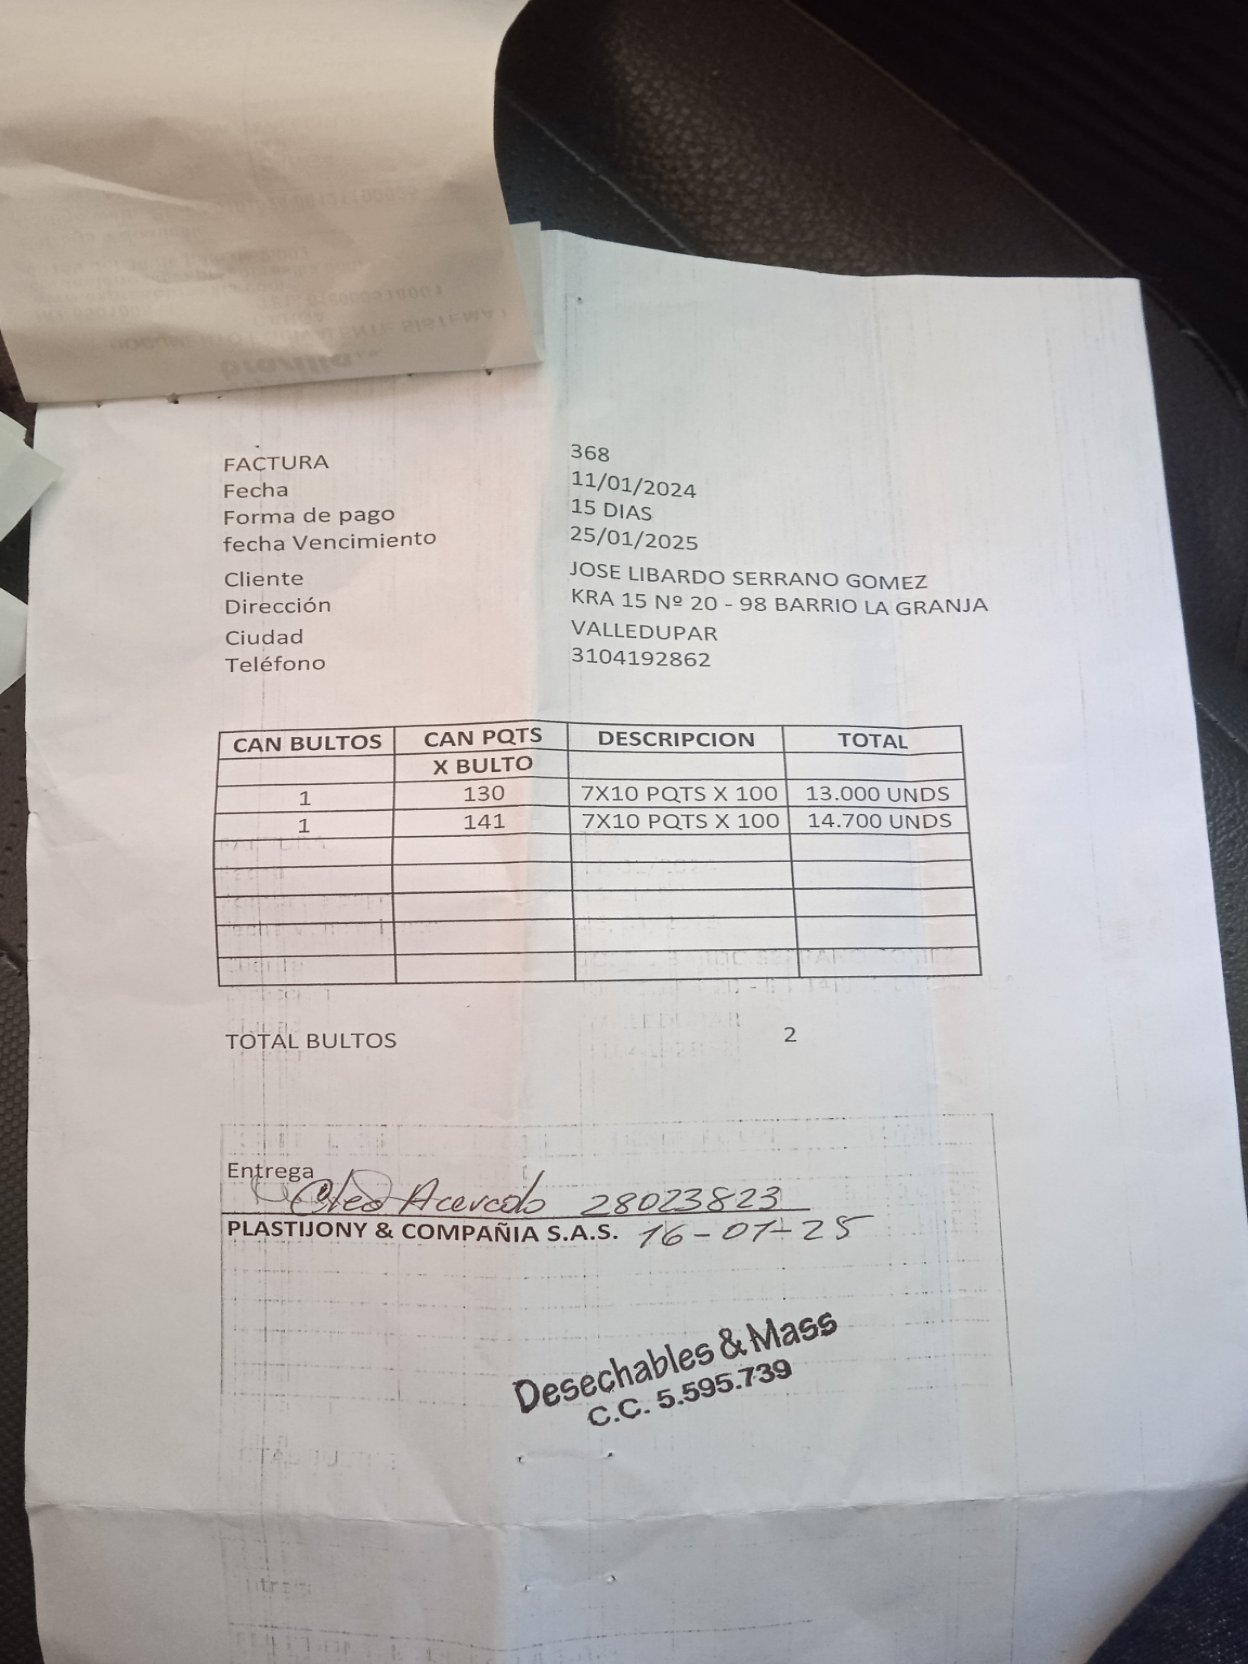 FACTURA 368
Fecha 11/01/2024
Forma de pago 15 DIAS
fecha Vencimiento 25/01/2025
Cliente JOSE LIBARDO SERRANO GOMEZ
Dirección KRA 15 Nº 20 - 98 BARRIO LA GRANJA
Ciudad VALLEDUPAR
Teléfono 3104192862
CAN BULTOS CAN PQTS DESCRIPCION TOTAL
X BULTO
1 130 7X10 PQTS X 100 13.000 UNDS
1 141 7X10 PQTS X 100 14.700 UNDS
TOTAL BULTOS 2
Entrega
Acevedo 28023823
PLASTIJONY & COMPAÑIA S.A.S. 16-01-25
Desechables & Mass
C.C. 5.595.739